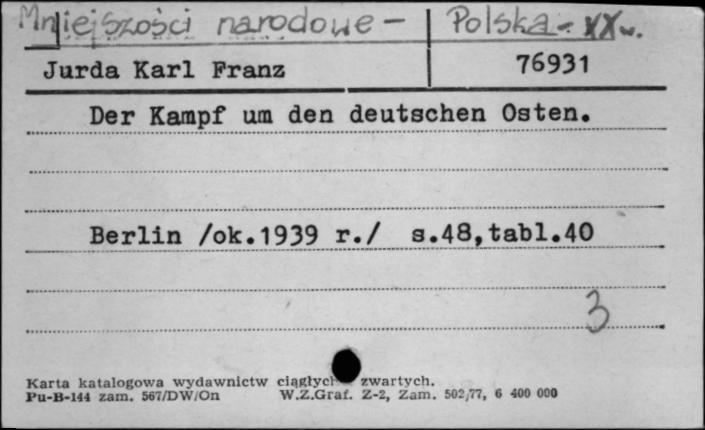 Mniejszości narodowe - Polska - XX w.
Jurda Karl Franz 76931
Der Kampf um den deutschen Osten.
Berlin /ok.1939 r./ s.48,tabl.40
3
Karta katalogowa wydawnictw ciągłych zwartych.
Pu-B-144 zam. 567/DW/On W.Z.Graf. Z-2, Zam. 502/77, 6 400 000